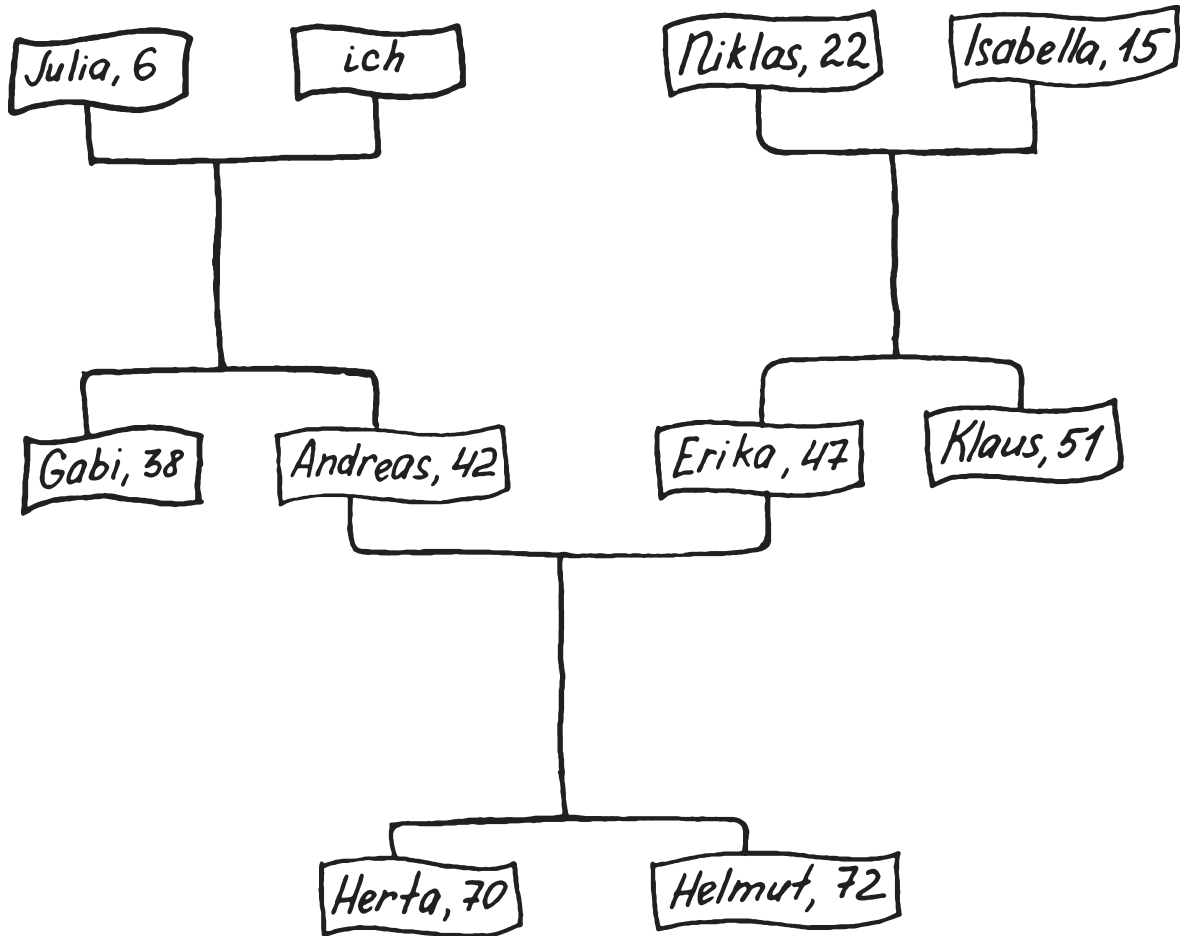 Julia, 6
ich
Niklas, 22
Isabella, 15
Gabi, 38
Andreas, 42
Erika, 47
Klaus, 51
Herta, 70
Helmut, 72